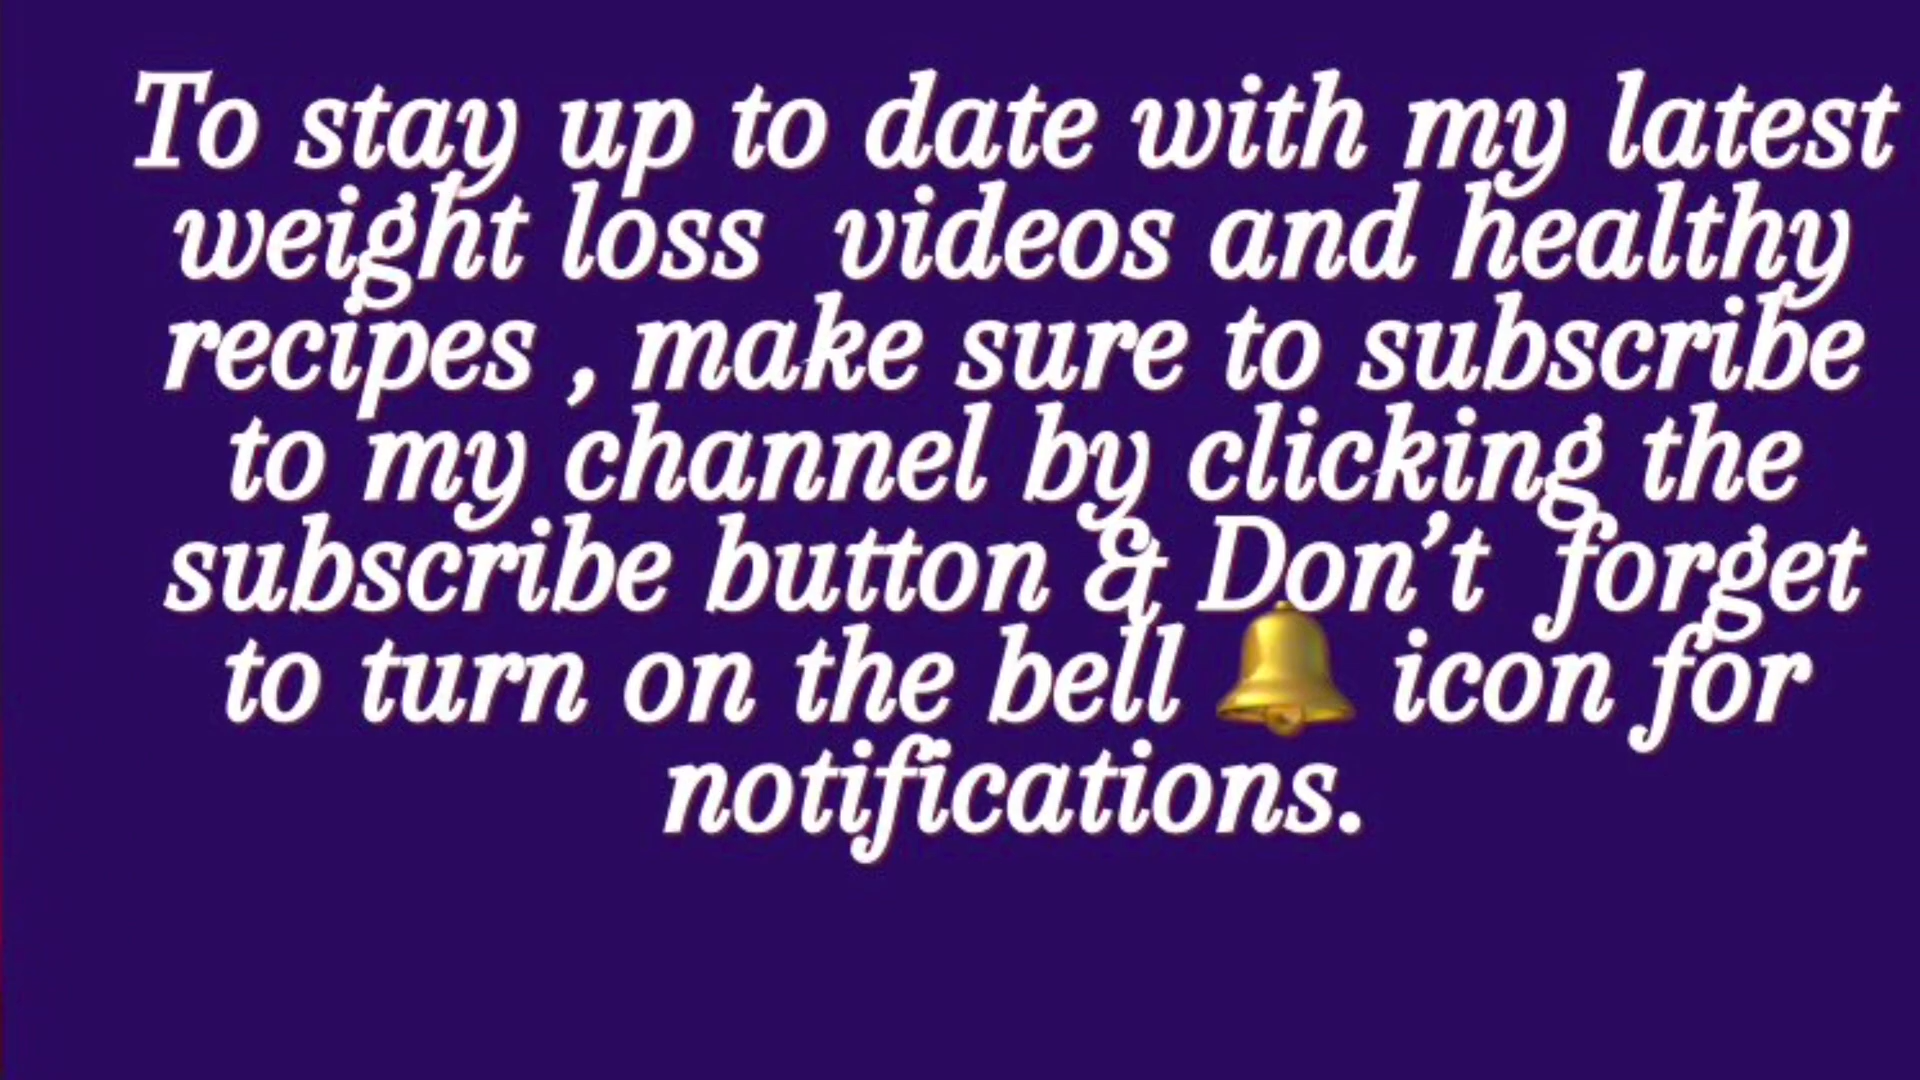 To stay up to date with my latest
weight loss  videos and healthy
recipes , make sure to subscribe
to my channel by clicking the
subscribe button & Don’t  forget
to turn on the bell 🔔 icon for
notifications.